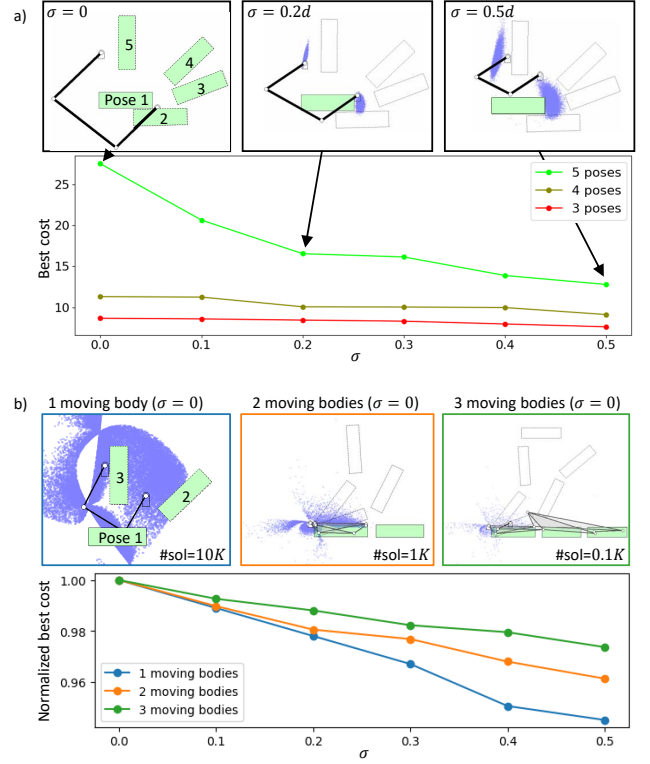 a)
σ = 0
σ = 0.2d
σ = 0.5d
5
4
3
Pose 1
2
Best cost
25
20
15
10
5 poses
4 poses
3 poses
0.0 0.1 0.2 0.3 0.4 0.5
σ
b)
1 moving body (σ = 0)
2 moving bodies (σ = 0)
3 moving bodies (σ = 0)
3
2
Pose 1
#sol=10K
#sol=1K
#sol=0.1K
Normalized best cost
1.00
0.98
0.96
1 moving bodies
2 moving bodies
3 moving bodies
0.0 0.1 0.2 0.3 0.4 0.5
σ